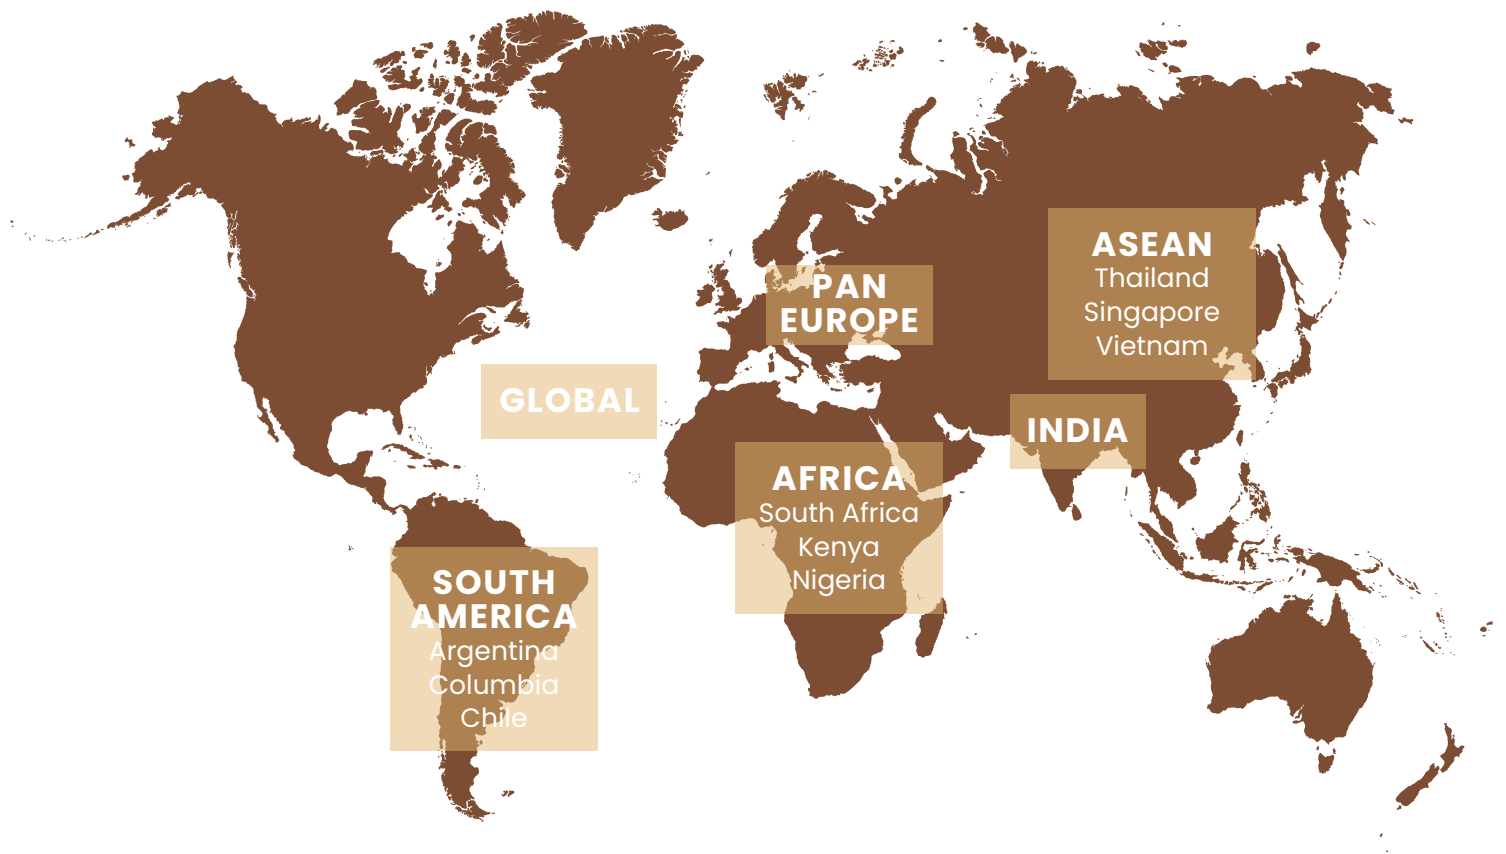 ASEAN
Thailand
Singapore
Vietnam
PAN
EUROPE
GLOBAL
INDIA
AFRICA
South Africa
Kenya
Nigeria
SOUTH
AMERICA
Argentina
Columbia
Chile